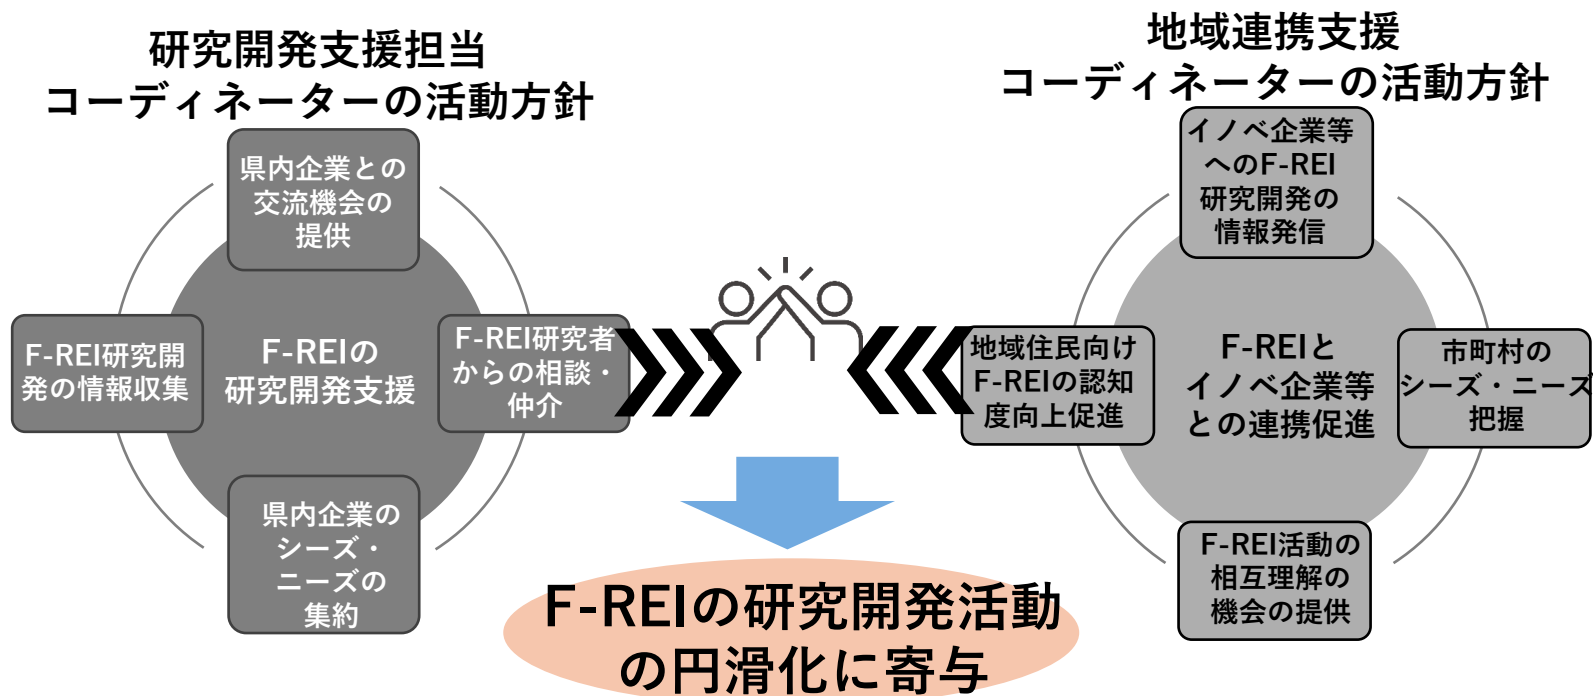 研究開発支援担当
コーディネーターの活動方針
県内企業との
交流機会の
提供
F-REI研究開
発の情報収集
F-REIの
研究開発支援
F-REI研究者
からの相談・
仲介
県内企業の
シーズ・
ニーズの
集約
地域連携支援
コーディネーターの活動方針
イノベ企業等
へのF-REI
研究開発の
情報発信
地域住民向け
F-REIの認知
度向上促進
F-REIと
イノベ企業等
との連携促進
市町村の
シーズ・ニーズ
把握
F-REI活動の
相互理解の
機会の提供
F-REIの研究開発活動
の円滑化に寄与